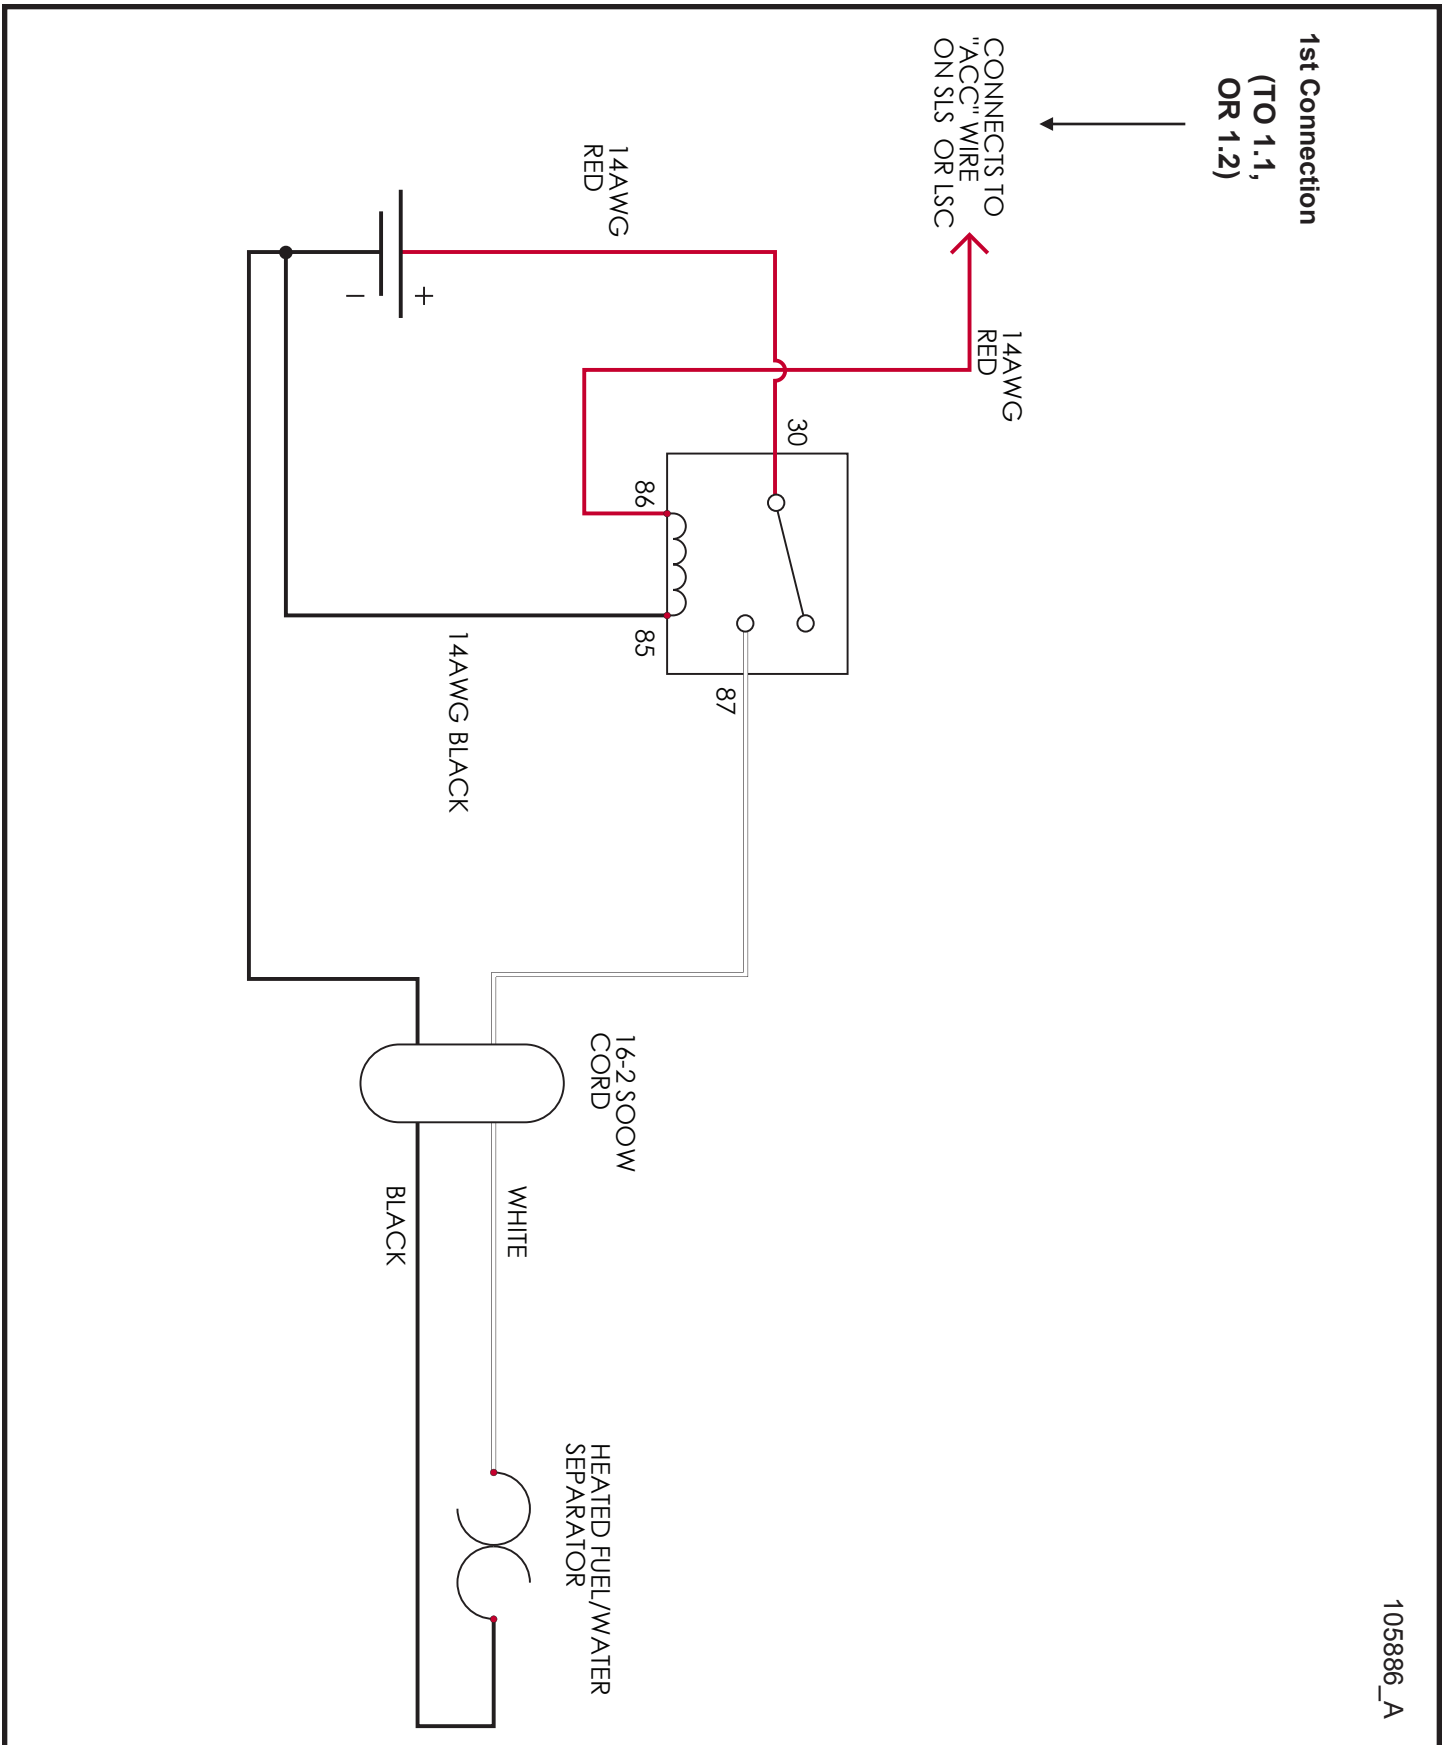 1st Connection
(TO 1.1,
OR 1.2)
CONNECTS TO
"ACC" WIRE
ON SLS OR LSC
14AWG
RED
14AWG
RED
30
86
85
87
14AWG BLACK
+
–
16-2 SOOW
CORD
WHITE
BLACK
HEATED FUEL/WATER
SEPARATOR
105886_A